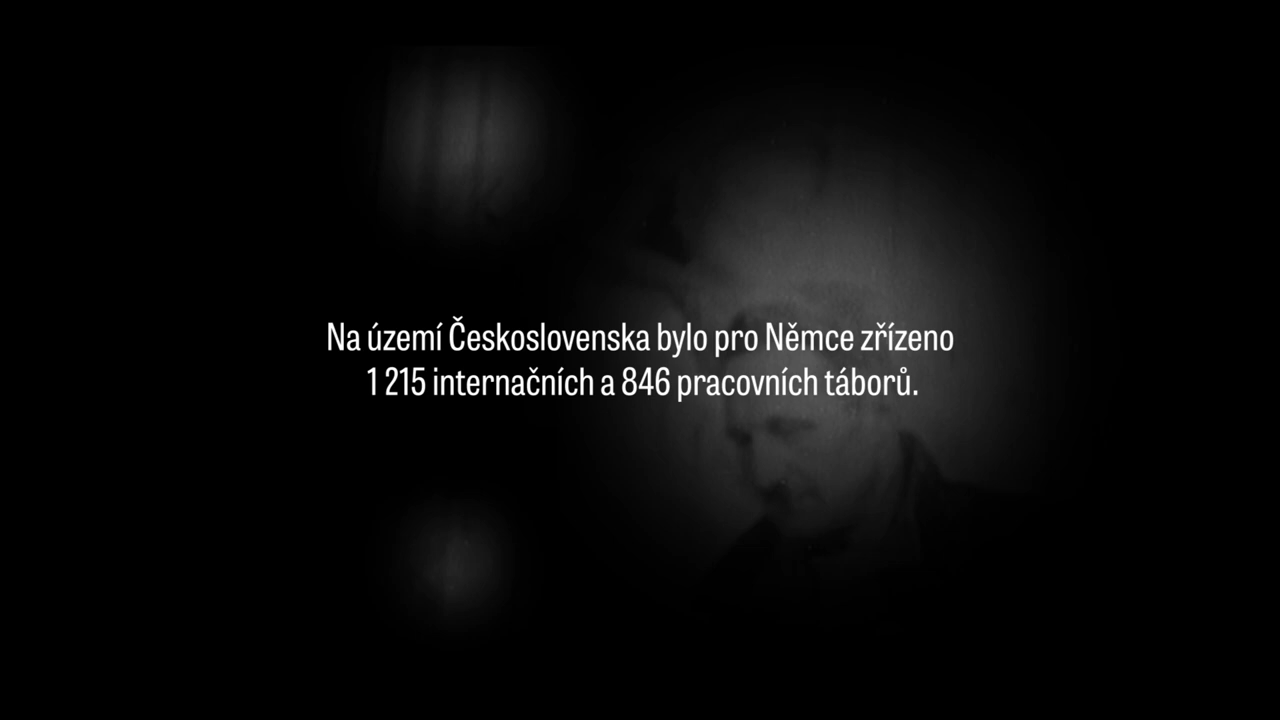 Na území Československa bylo pro Němce zřízeno
1 215 internačních a 846 pracovních táborů.